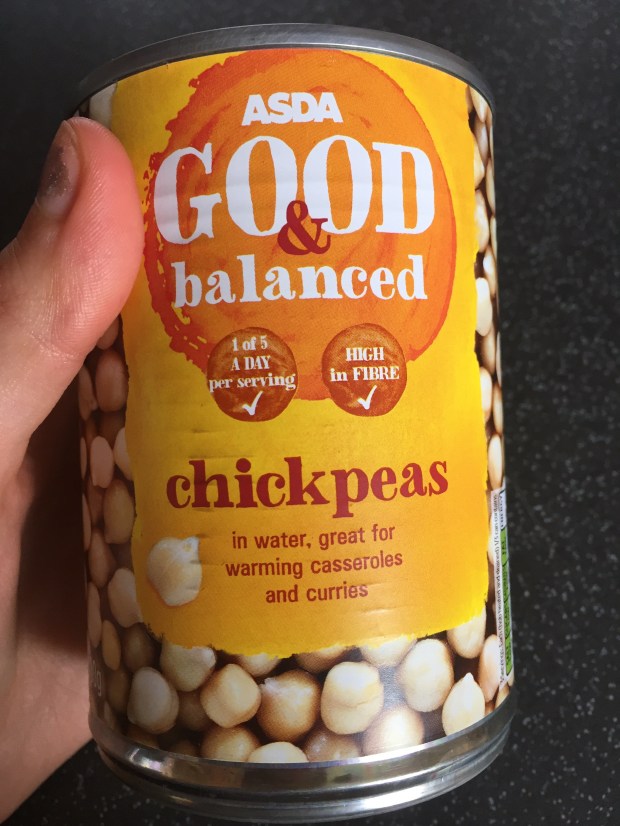 ASDA
GOOD
&
balanced
1 of 5
A DAY
per serving
HIGH
in FIBRE
chickpeas
in water, great for
warming casseroles
and curries